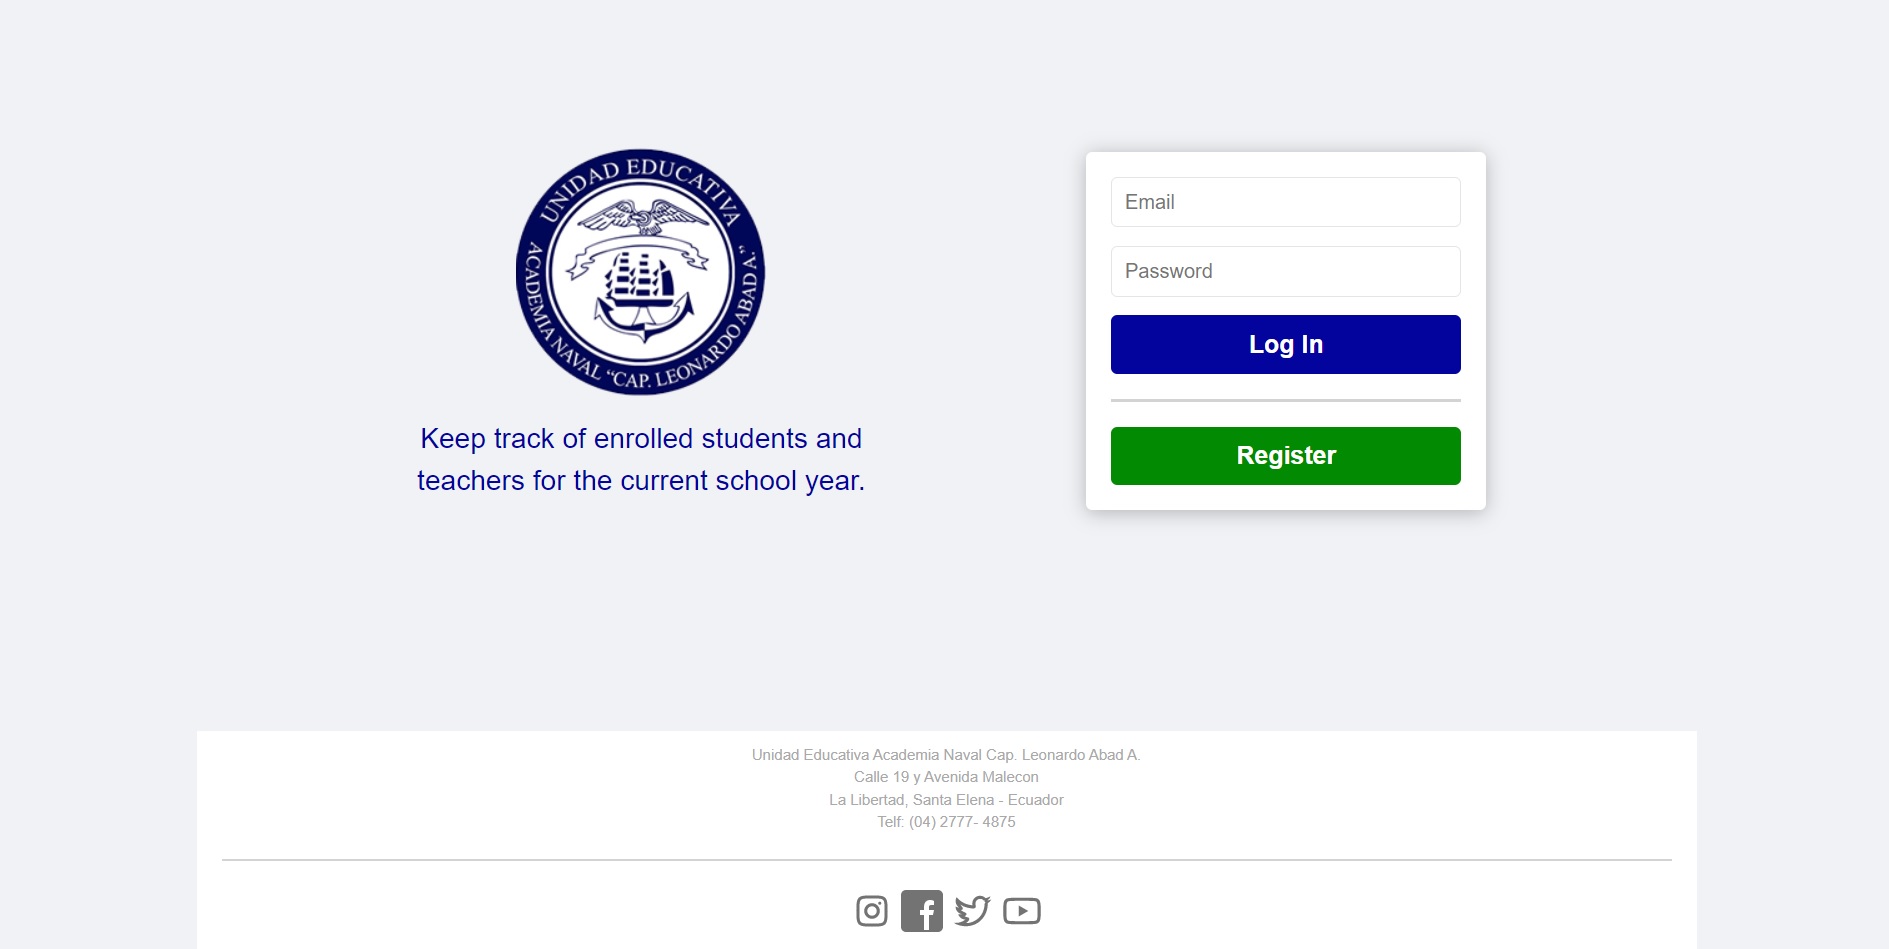 UNIDAD EDUCATIVA
ACADEMIA NAVAL “CAP. LEONARDO ABAD A.”
Keep track of enrolled students and
teachers for the current school year.
Email
Password
Log In
Register
Unidad Educativa Academia Naval Cap. Leonardo Abad A.
Calle 19 y Avenida Malecon
La Libertad, Santa Elena - Ecuador
Telf: (04) 2777- 4875